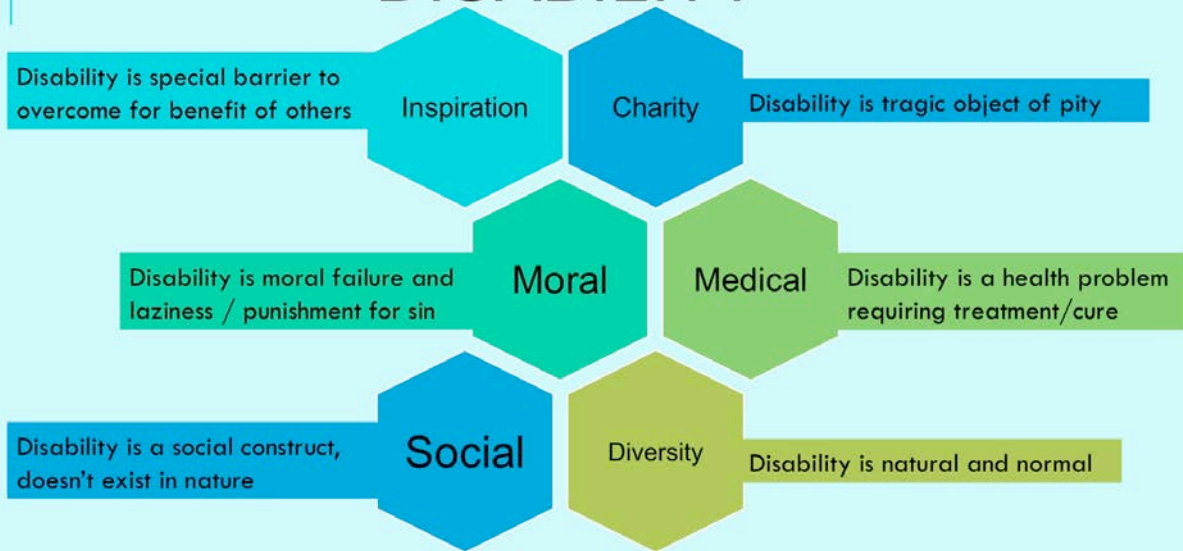 Disability is special barrier to
overcome for benefit of others
Inspiration
Charity
Disability is tragic object of pity
Disability is moral failure and
laziness / punishment for sin
Moral
Medical
Disability is a health problem
requiring treatment/cure
Disability is a social construct,
doesn't exist in nature
Social
Diversity
Disability is natural and normal